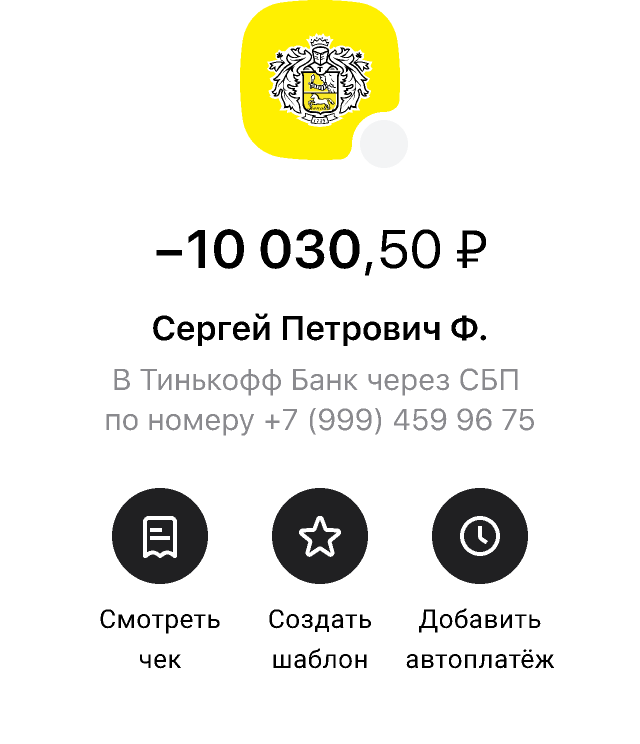 −10 030,50 ₽
Сергей Петрович Ф.
В Тинькофф Банк через СБП
по номеру +7 (999) 459 96 75
Смотреть Создать Добавить
чек шаблон автоплатёж